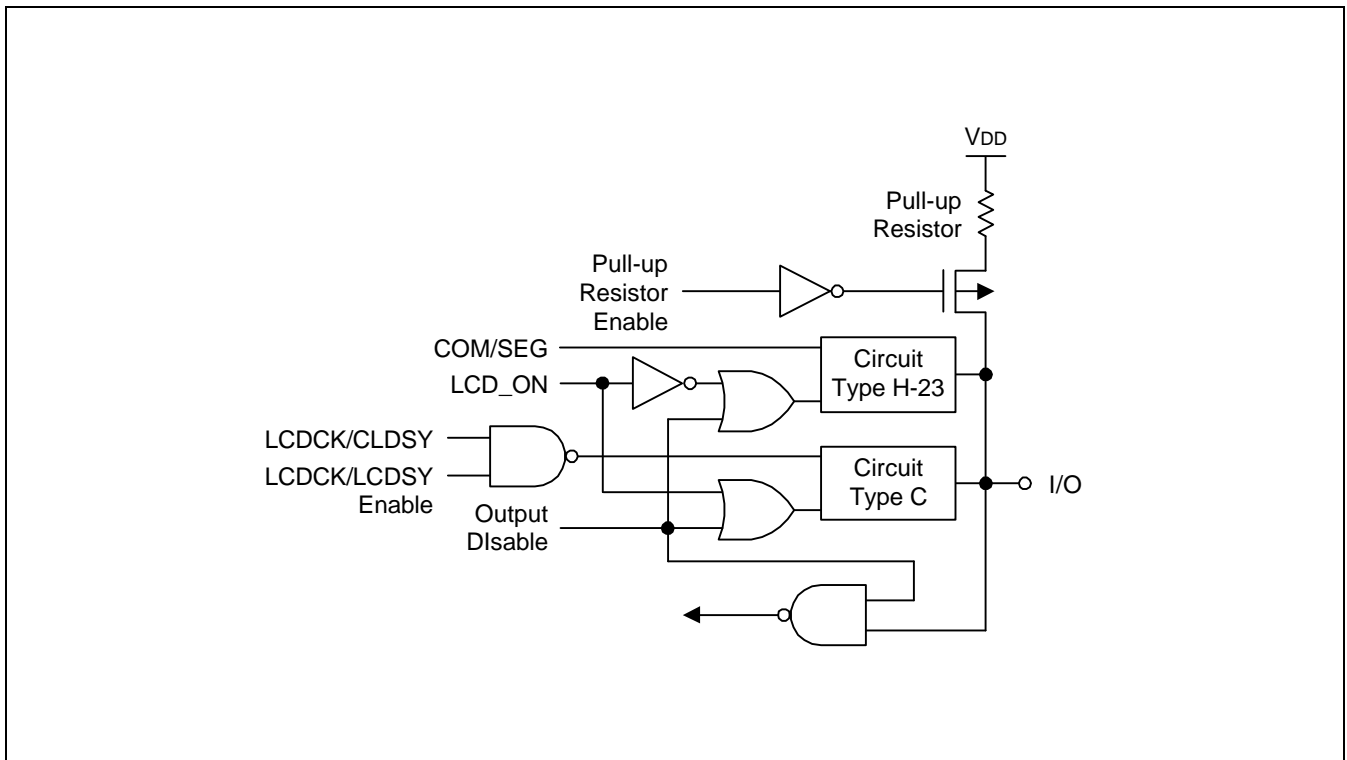 VDD
Pull-up
Resistor
Pull-up
Resistor
Enable
COM/SEG
LCD_ON
Circuit
Type H-23
LCDCK/CLDSY
LCDCK/LCDSY
Enable
Circuit
Type C
I/O
Output
DIsable